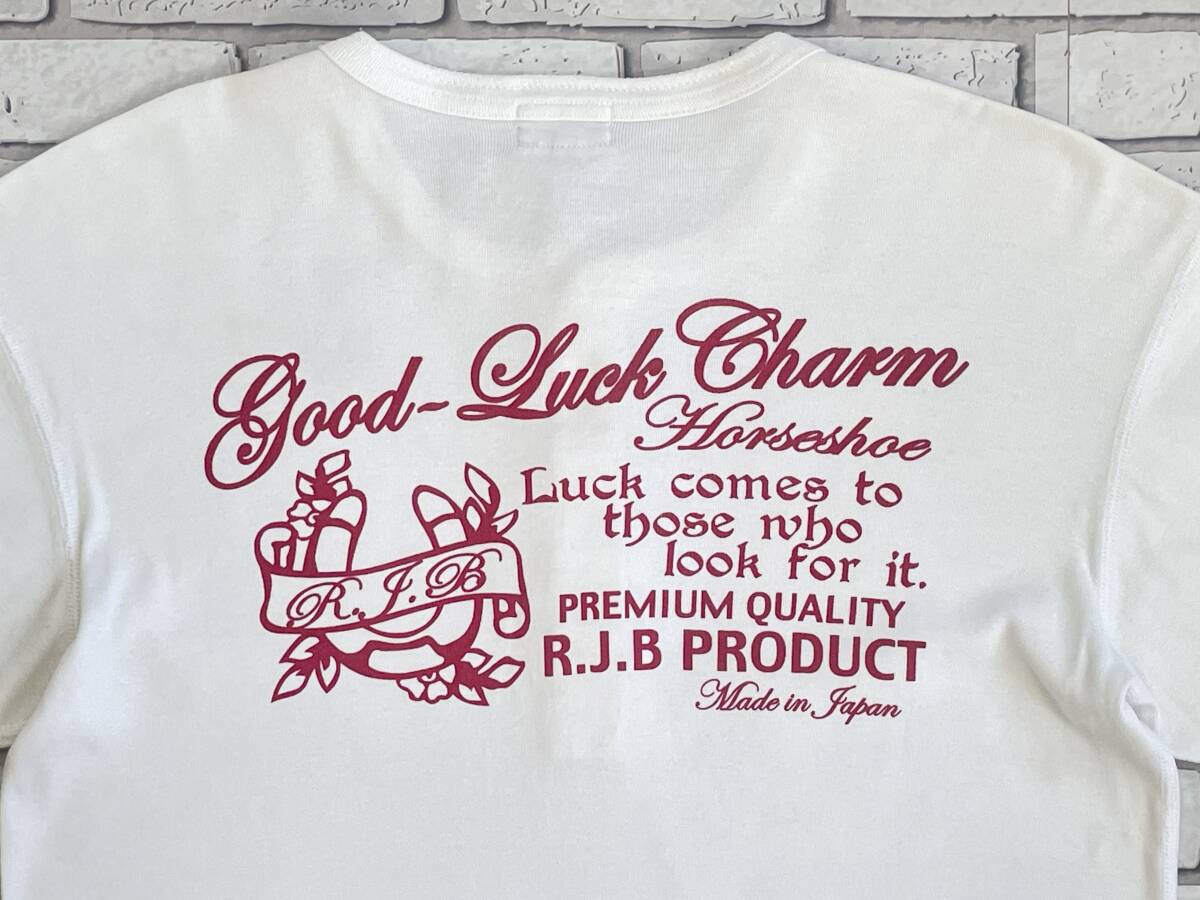 Good-Luck Charm
Horseshoe
Luck comes to
those who
look for it.
R.J.B
PREMIUM QUALITY
R.J.B PRODUCT
Made in Japan